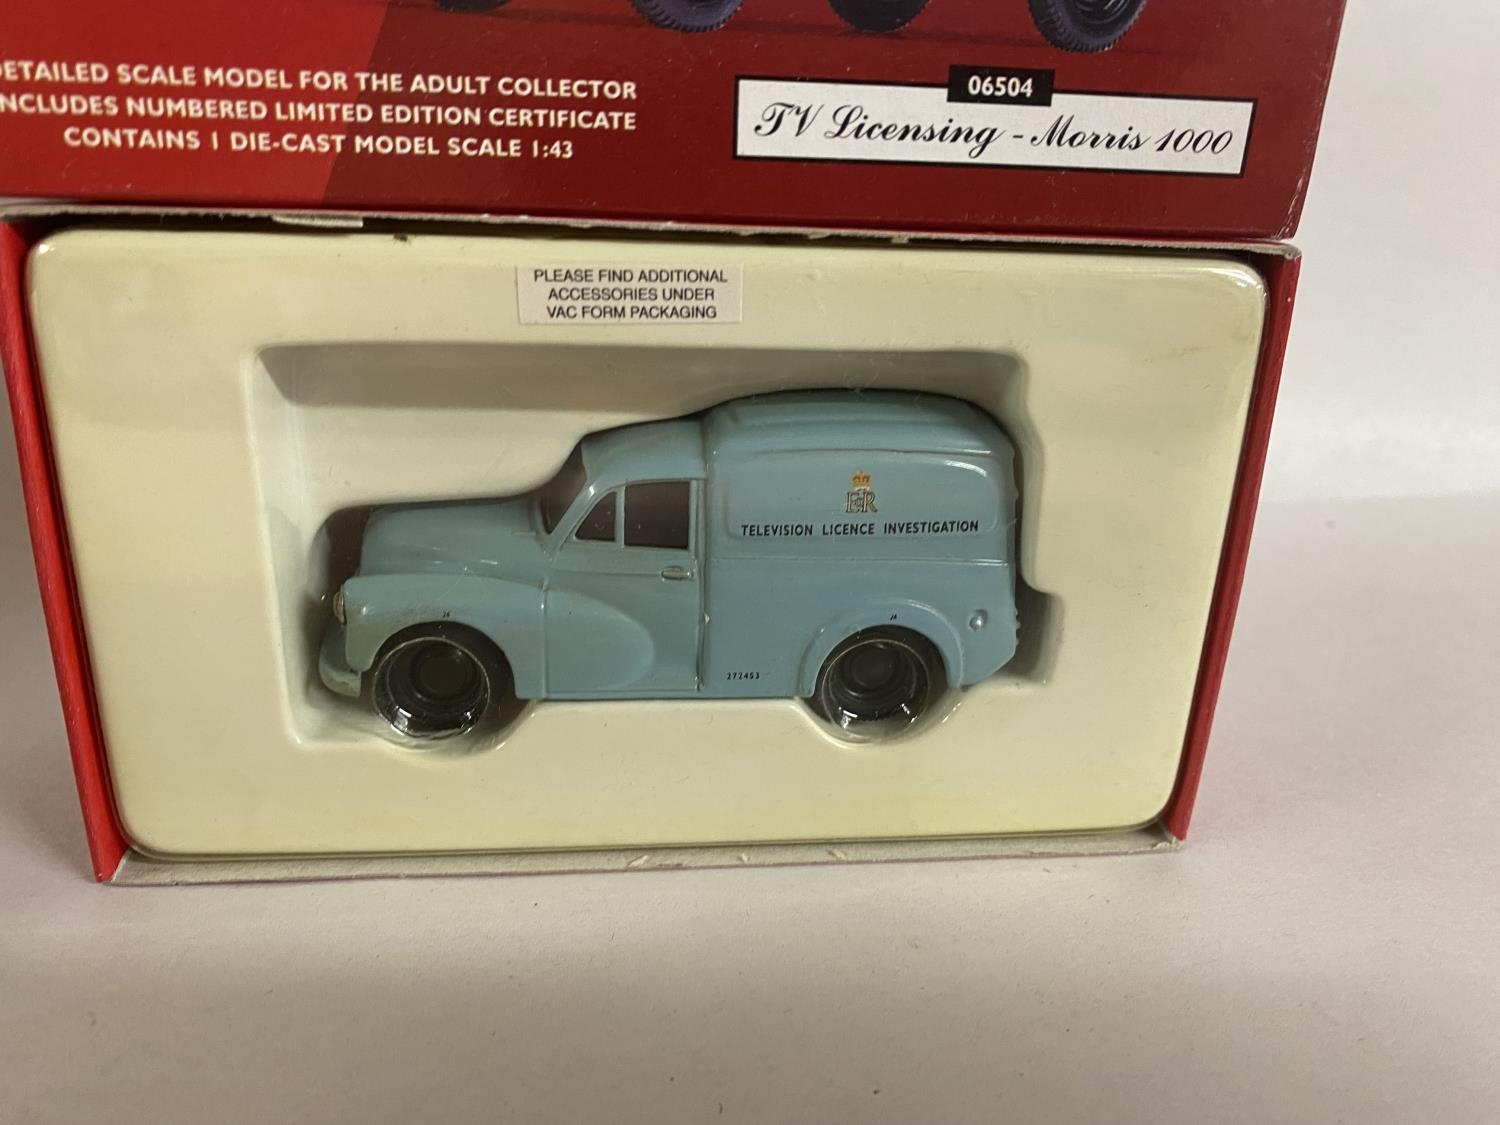 DETAILED SCALE MODEL FOR THE ADULT COLLECTOR
INCLUDES NUMBERED LIMITED EDITION CERTIFICATE
CONTAINS 1 DIE-CAST MODEL SCALE 1:43
06504
TV Licensing - Morris 1000
PLEASE FIND ADDITIONAL
ACCESSORIES UNDER
VAC FORM PACKAGING
EiiR
TELEVISION LICENCE INVESTIGATION
24
24
272453